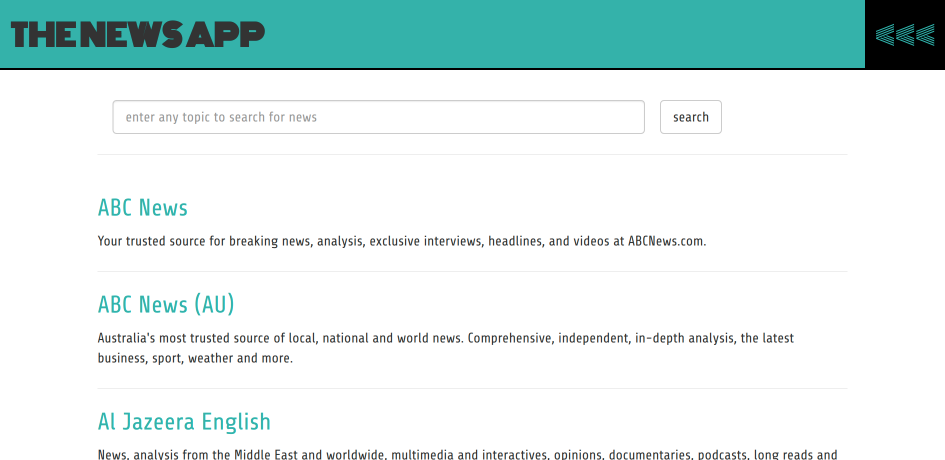 THE NEWS APP
enter any topic to search for news
search
ABC News
Your trusted source for breaking news, analysis, exclusive interviews, headlines, and videos at ABCNews.com.
ABC News (AU)
Australia's most trusted source of local, national and world news. Comprehensive, independent, in-depth analysis, the latest
business, sport, weather and more.
Al Jazeera English
News, analysis from the Middle East and worldwide, multimedia and interactives, opinions, documentaries, podcasts, long reads and